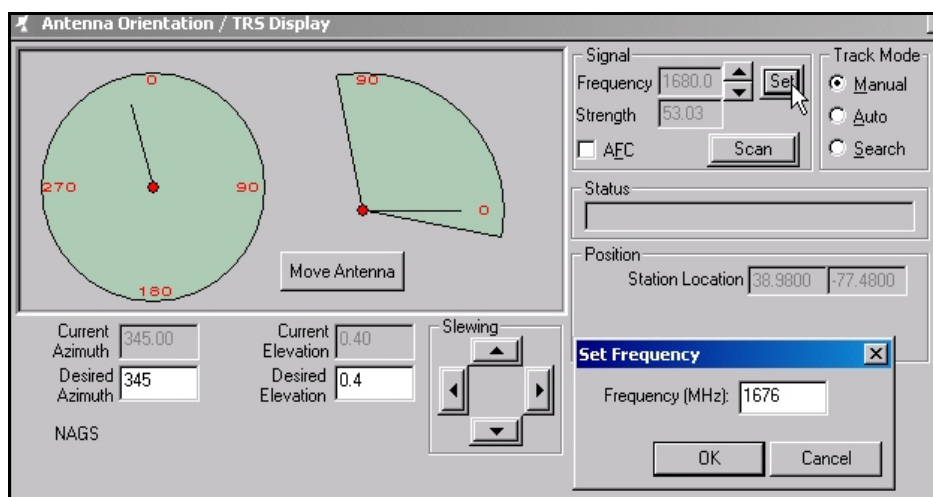 Antenna Orientation / TRS Display
0
270
90
180
90
0
Move Antenna
Signal
Frequency 1680.0 Set
Strength 53.03
AFC Scan
Track Mode
Manual
Auto
Search
Status
Position
Station Location 38.9800 -77.4800
Current Azimuth 345.00
Desired Azimuth 345
NAGS
Current Elevation 0.40
Desired Elevation 0.4
Slewing
Set Frequency
Frequency (MHz): 1676
OK Cancel